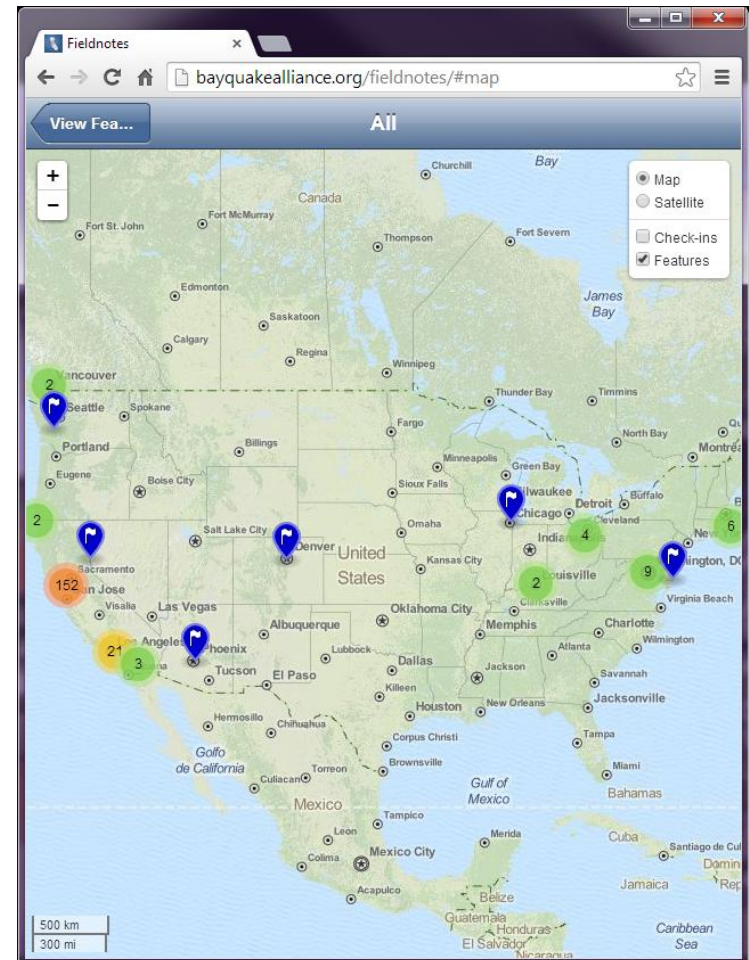 Fieldnotes
bayquakealliance.org/fieldnotes/#map
View Fea...
All
+
−
Map
Satellite
Check-ins
Features
Churchill
Bay
Canada
Fort St. John
Fort McMurray
Thompson
Fort Severn
Edmonton
James
Bay
Saskatoon
Calgary
Regina
Winnipeg
ancouver
2
Thunder Bay
Timmins
Seattle
Spokane
Fargo
North Bay
Montréa
Portland
Billings
Minneapolis
Green Bay
Eugene
Boise City
Sioux Falls
ilwaukee
Detroit
Buffalo
2
Salt Lake City
Omaha
Chicago
Cleveland
6
4
New
Denver
United
States
Indian
Sacramento
Kansas City
ouisville
9
ington, DC
152
an Jose
2
Clarksville
Virginia Beach
Visalia
Las Vegas
Oklahoma City
Albuquerque
Memphis
Charlotte
Wilmington
21
Angeles
3
Phoenix
Lubbock
Atlanta
Tucson
El Paso
Dallas
Jackson
Savannah
Killeen
Houston
New Orleans
Jacksonville
Hermosillo
Chihuahua
Corpus Christi
Tampa
Golfo
de California
Brownsville
Miami
Culiacan
Torreon
Gulf of
Mexico
Bahamas
Mexico
Tampico
Leon
Merida
Cuba
Santiago de Cu
Colima
Mexico City
Domin
Jamaica
Rep
Acapulco
Belize
Guatemala
Honduras
Caribbean
Sea
El Salvador
Nicaragua
500 km
300 mi